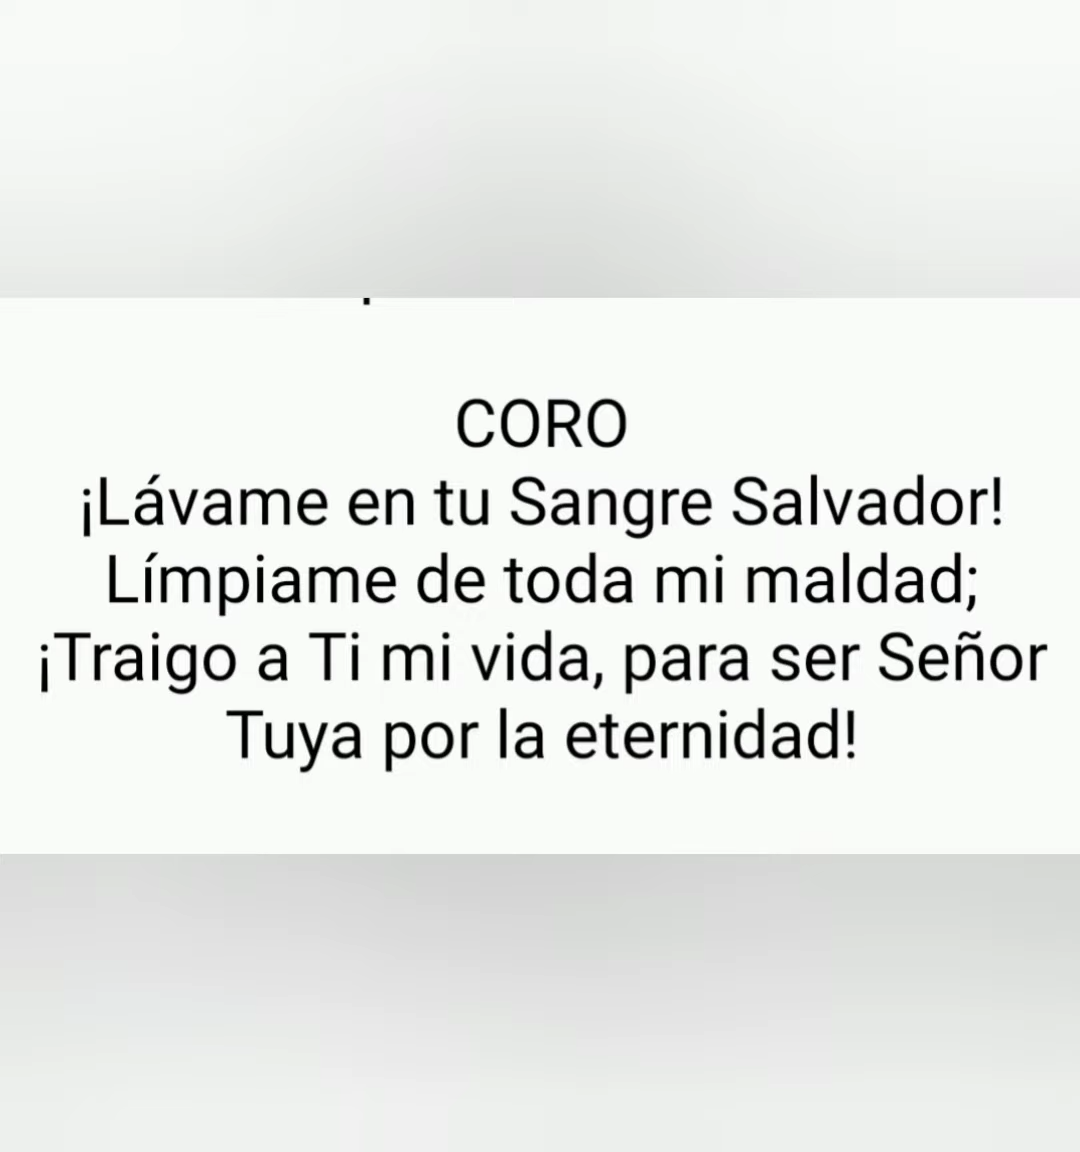 CORO
¡Lávame en tu Sangre Salvador!
Límpiame de toda mi maldad;
¡Traigo a Ti mi vida, para ser Señor
Tuya por la eternidad!